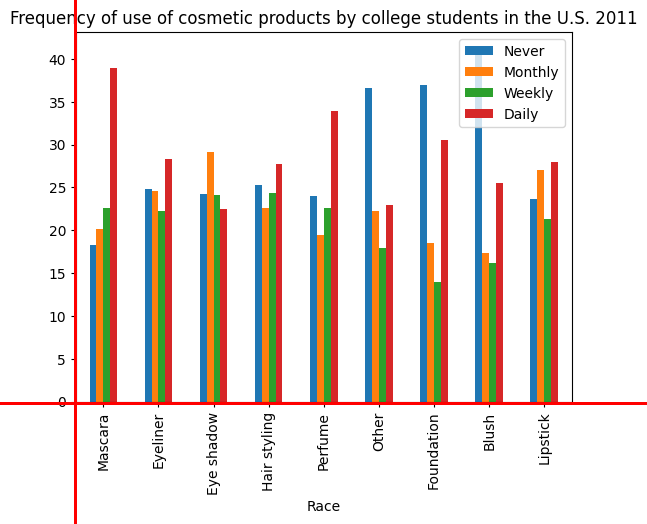 Frequency of use of cosmetic products by college students in the U.S. 2011
Never
Monthly
Weekly
Daily
40
35
30
25
20
15
10
5
0
Mascara
Eyeliner
Eye shadow
Hair styling
Perfume
Other
Foundation
Blush
Lipstick
Race